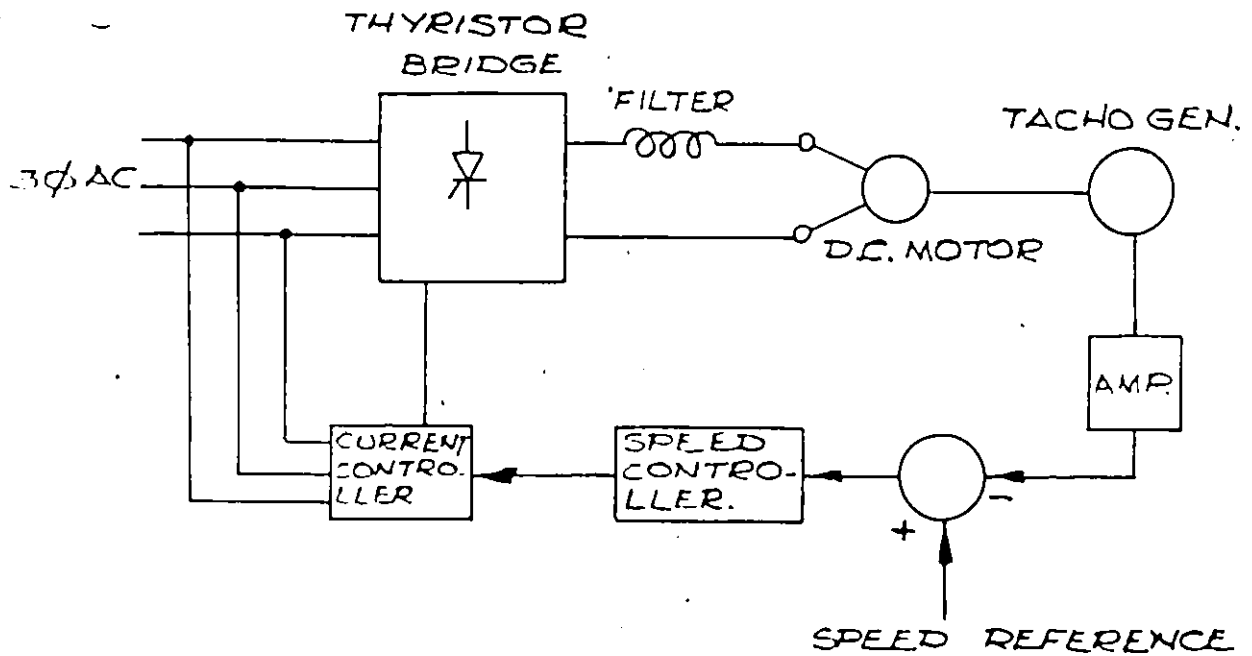 THYRISTOR
BRIDGE
FILTER
TACHO GEN.
3φ AC
D.C. MOTOR
AMP.
CURRENT
CONTRO-
LLER
SPEED
CONTRO-
LLER.
-
+
SPEED REFERENCE